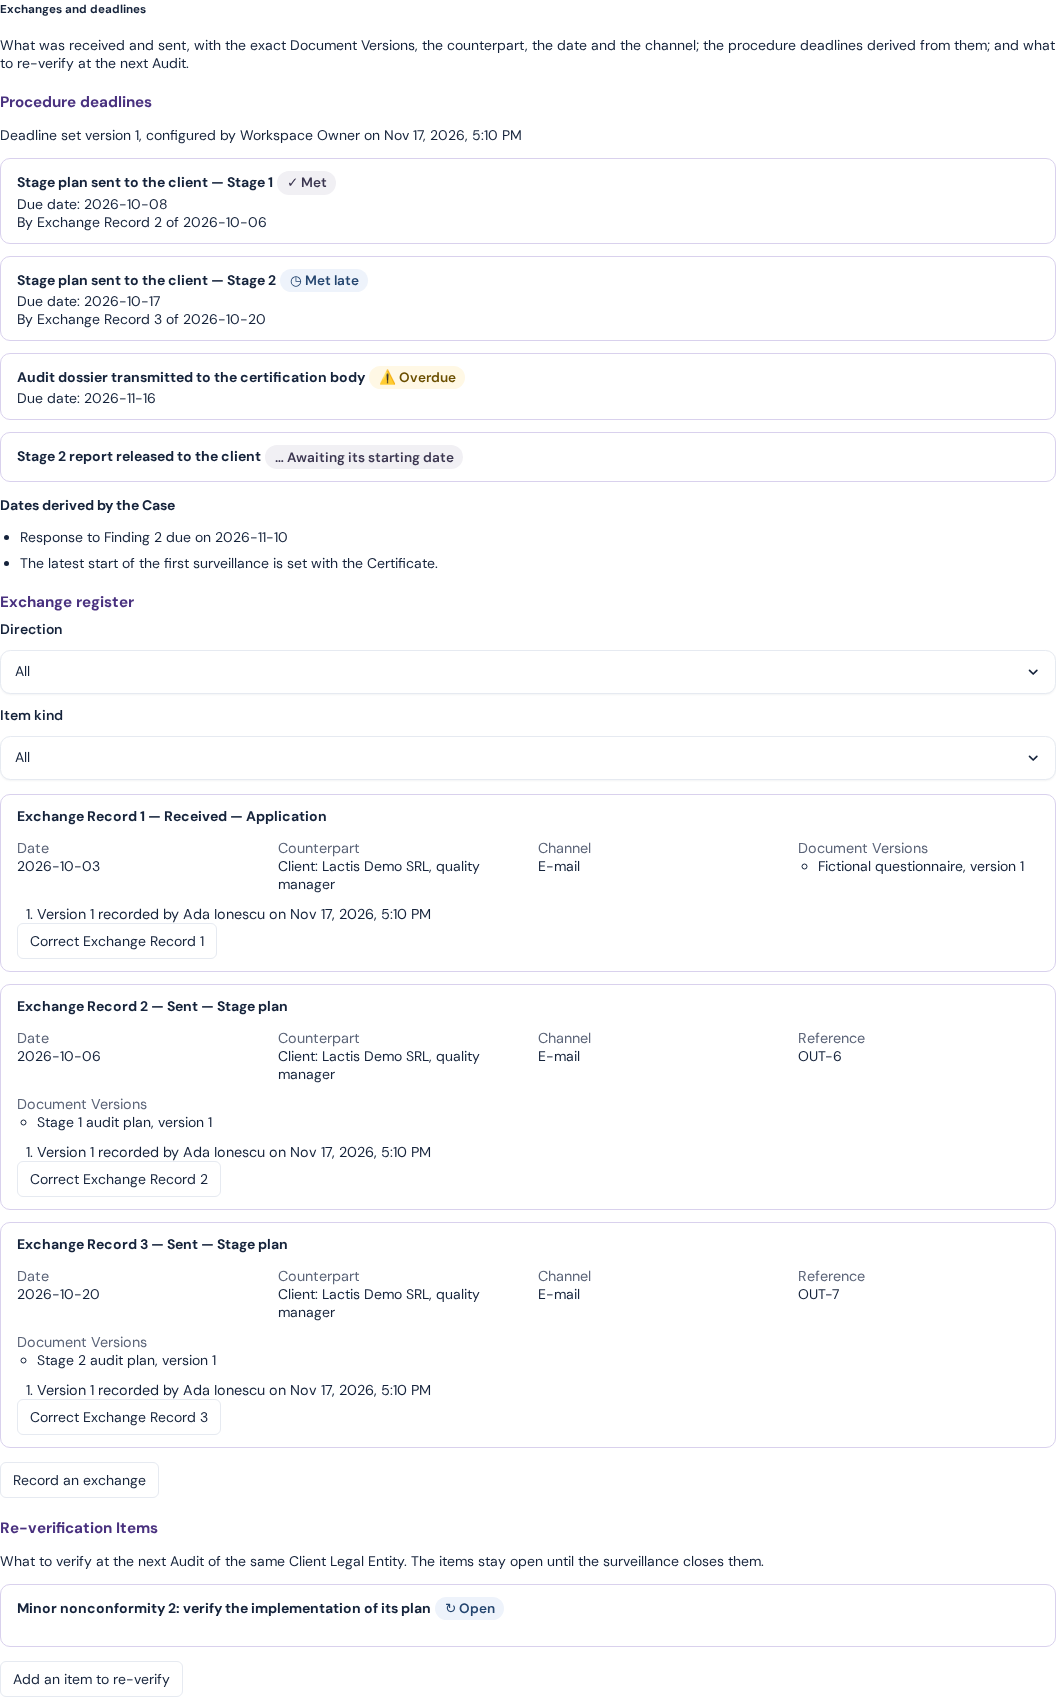 Exchanges and deadlines
What was received and sent, with the exact Document Versions, the counterpart, the date and the channel; the procedure deadlines derived from them; and what
to re-verify at the next Audit.
Procedure deadlines
Deadline set version 1, configured by Workspace Owner on Nov 17, 2026, 5:10 PM
Stage plan sent to the client — Stage 1 ✓ Met
Due date: 2026-10-08
By Exchange Record 2 of 2026-10-06
Stage plan sent to the client — Stage 2 ◷ Met late
Due date: 2026-10-17
By Exchange Record 3 of 2026-10-20
Audit dossier transmitted to the certification body ⚠️ Overdue
Due date: 2026-11-16
Stage 2 report released to the client … Awaiting its starting date
Dates derived by the Case
• Response to Finding 2 due on 2026-11-10
• The latest start of the first surveillance is set with the Certificate.
Exchange register
Direction
All
Item kind
All
Exchange Record 1 — Received — Application
Date Counterpart Channel Document Versions
2026-10-03 Client: Lactis Demo SRL, quality E-mail ◦ Fictional questionnaire, version 1
manager
1. Version 1 recorded by Ada Ionescu on Nov 17, 2026, 5:10 PM
Correct Exchange Record 1
Exchange Record 2 — Sent — Stage plan
Date Counterpart Channel Reference
2026-10-06 Client: Lactis Demo SRL, quality E-mail OUT-6
manager
Document Versions
◦ Stage 1 audit plan, version 1
1. Version 1 recorded by Ada Ionescu on Nov 17, 2026, 5:10 PM
Correct Exchange Record 2
Exchange Record 3 — Sent — Stage plan
Date Counterpart Channel Reference
2026-10-20 Client: Lactis Demo SRL, quality E-mail OUT-7
manager
Document Versions
◦ Stage 2 audit plan, version 1
1. Version 1 recorded by Ada Ionescu on Nov 17, 2026, 5:10 PM
Correct Exchange Record 3
Record an exchange
Re-verification Items
What to verify at the next Audit of the same Client Legal Entity. The items stay open until the surveillance closes them.
Minor nonconformity 2: verify the implementation of its plan ↻ Open
Add an item to re-verify